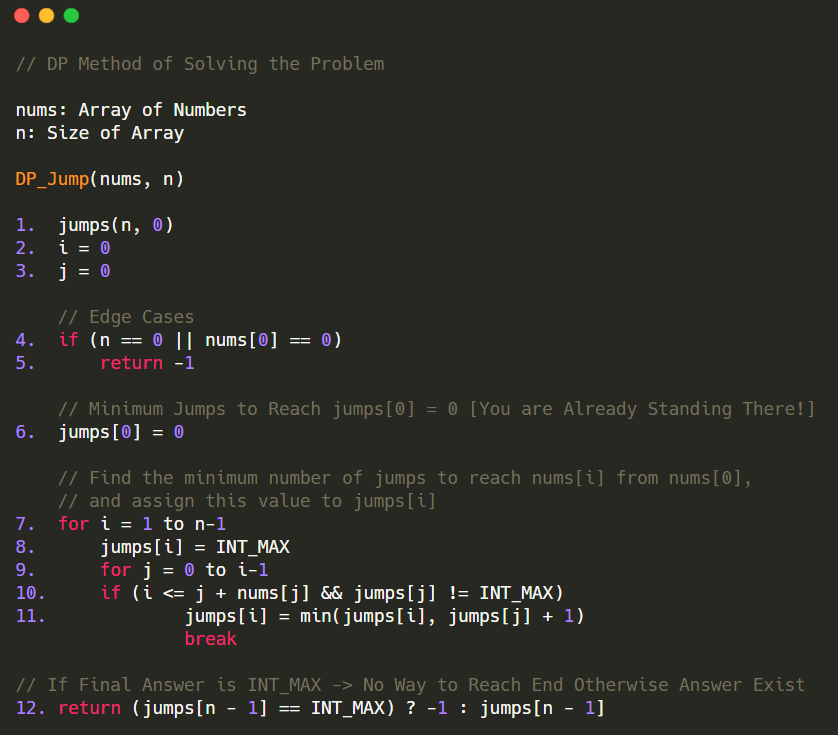 // DP Method of Solving the Problem
nums: Array of Numbers
n: Size of Array
DP_Jump(nums, n)
1.  jumps(n, 0)
2.  i = 0
3.  j = 0
    // Edge Cases
4.  if (n == 0 || nums[0] == 0)
5.      return -1
    // Minimum Jumps to Reach jumps[0] = 0 [You are Already Standing There!]
6.  jumps[0] = 0
    // Find the minimum number of jumps to reach nums[i] from nums[0],
    // and assign this value to jumps[i]
7.  for i = 1 to n-1
8.      jumps[i] = INT_MAX
9.      for j = 0 to i-1
10.     if (i <= j + nums[j] && jumps[j] != INT_MAX)
11.             jumps[i] = min(jumps[i], jumps[j] + 1)
                break
// If Final Answer is INT_MAX -> No Way to Reach End Otherwise Answer Exist
12. return (jumps[n - 1] == INT_MAX) ? -1 : jumps[n - 1]